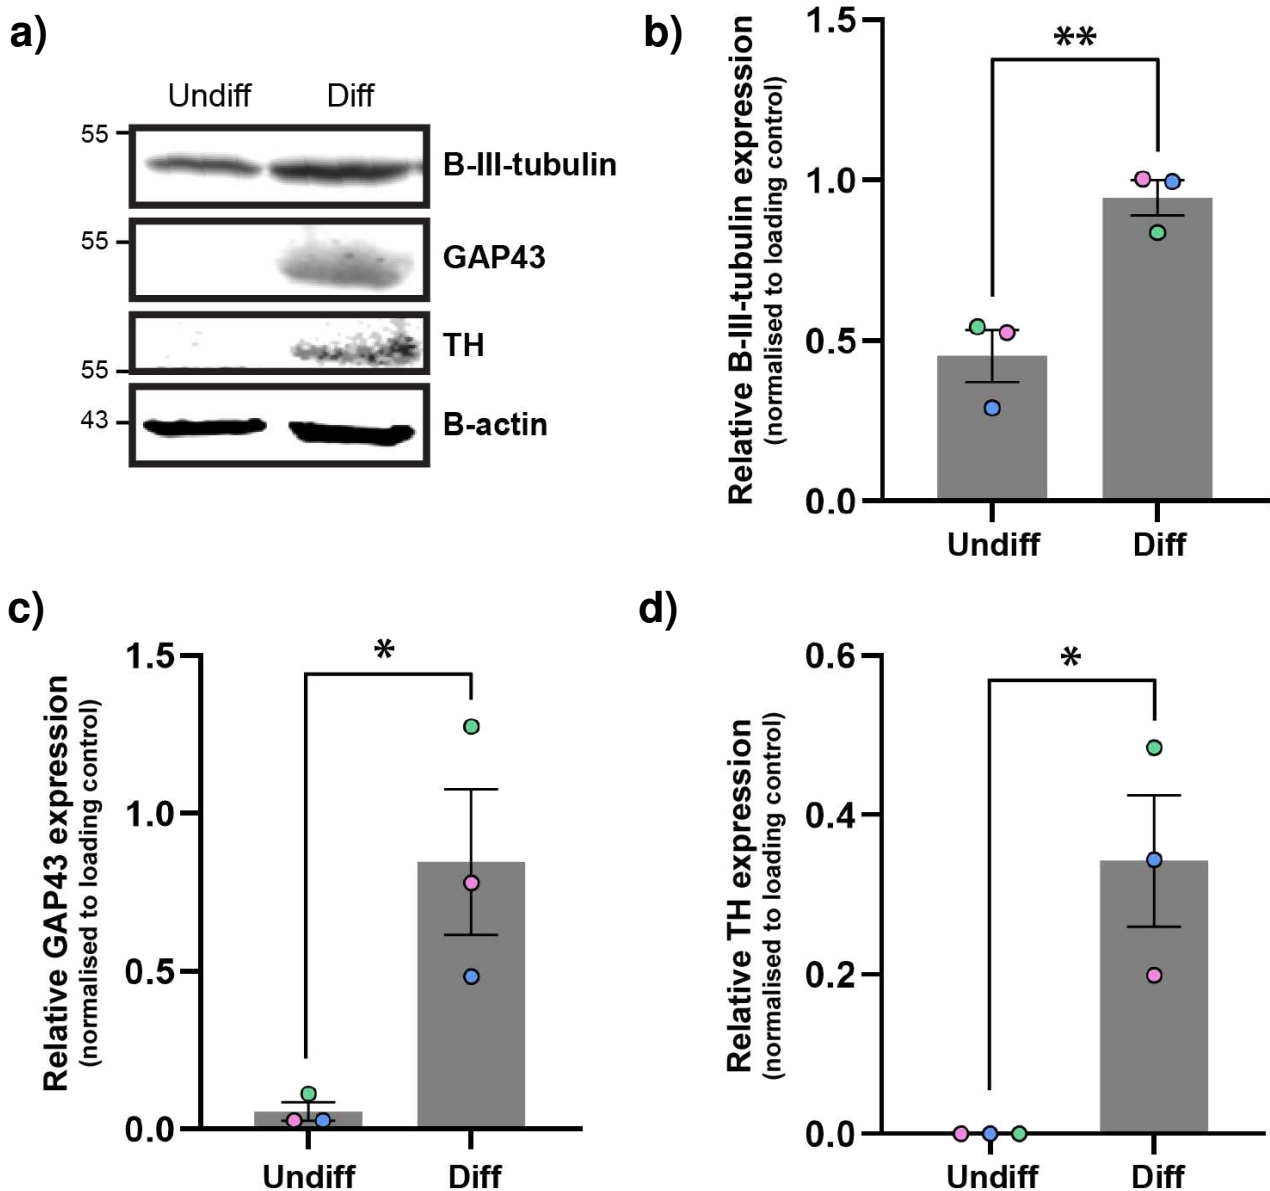 a)
Undiff Diff
55
B-III-tubulin
55
GAP43
TH
55
43
B-actin
b)
Relative B-III-tubulin expression
(normalised to loading control)
1.5
1.0
0.5
0.0
**
Undiff Diff
c)
Relative GAP43 expression
(normalised to loading control)
1.5
1.0
0.5
0.0
*
Undiff Diff
d)
Relative TH expression
(normalised to loading control)
0.6
0.4
0.2
0.0
*
Undiff Diff